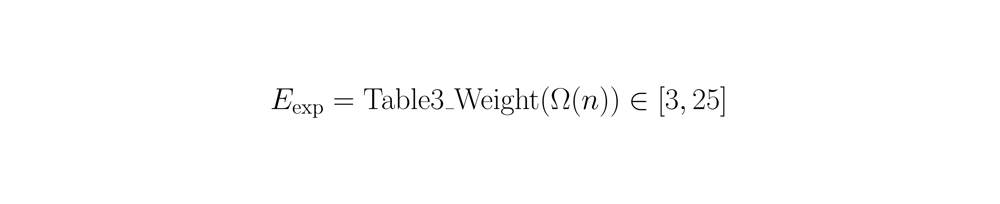 E_exp = Table3_Weight(Ω(n)) ∈ [3, 25]